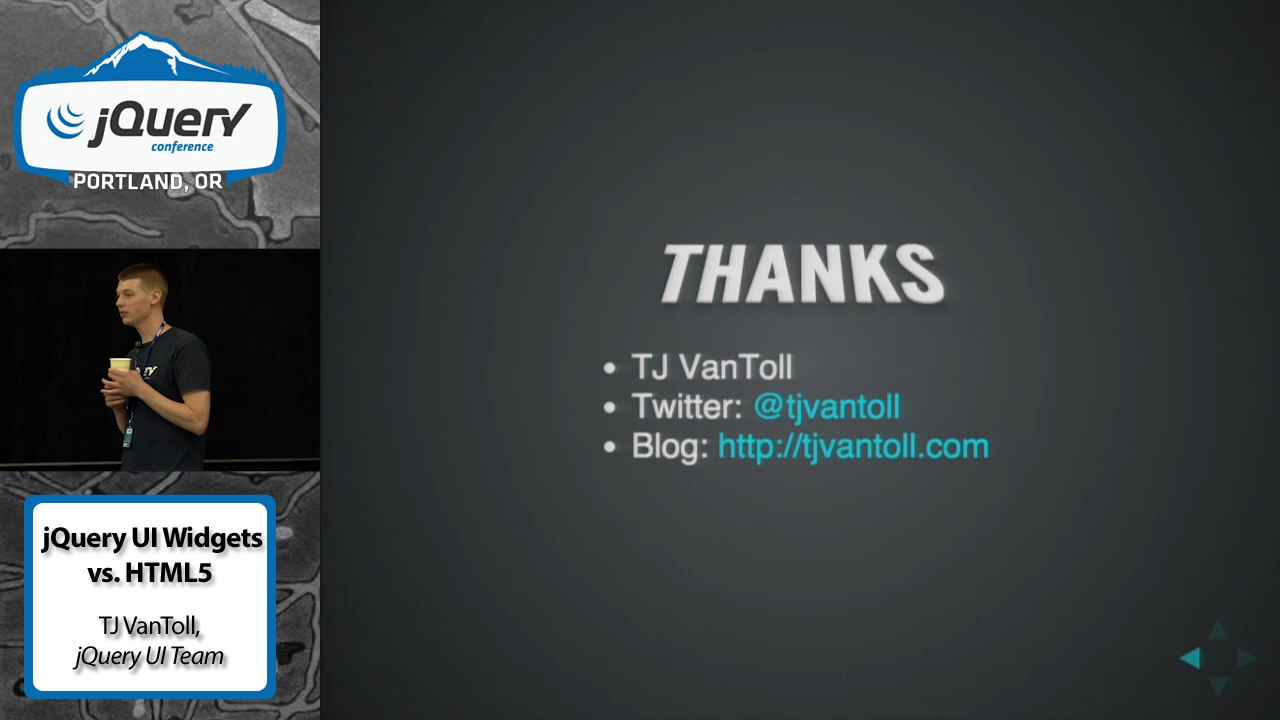 jQuery
conference
PORTLAND, OR
jQuery UI Widgets
vs. HTML5
TJ VanToll,
jQuery UI Team
THANKS
• TJ VanToll
• Twitter: @tjvantoll
• Blog: http://tjvantoll.com